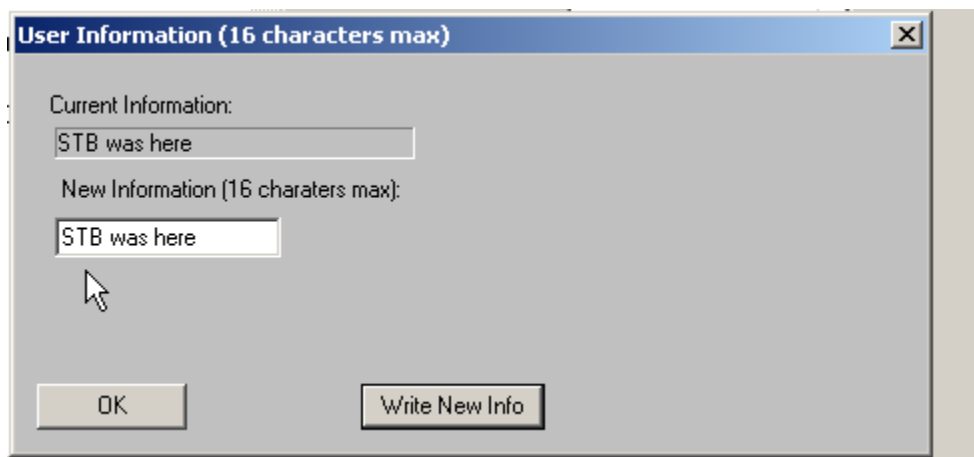 User Information (16 characters max)
Current Information:
STB was here
New Information (16 charaters max):
STB was here
OK
Write New Info